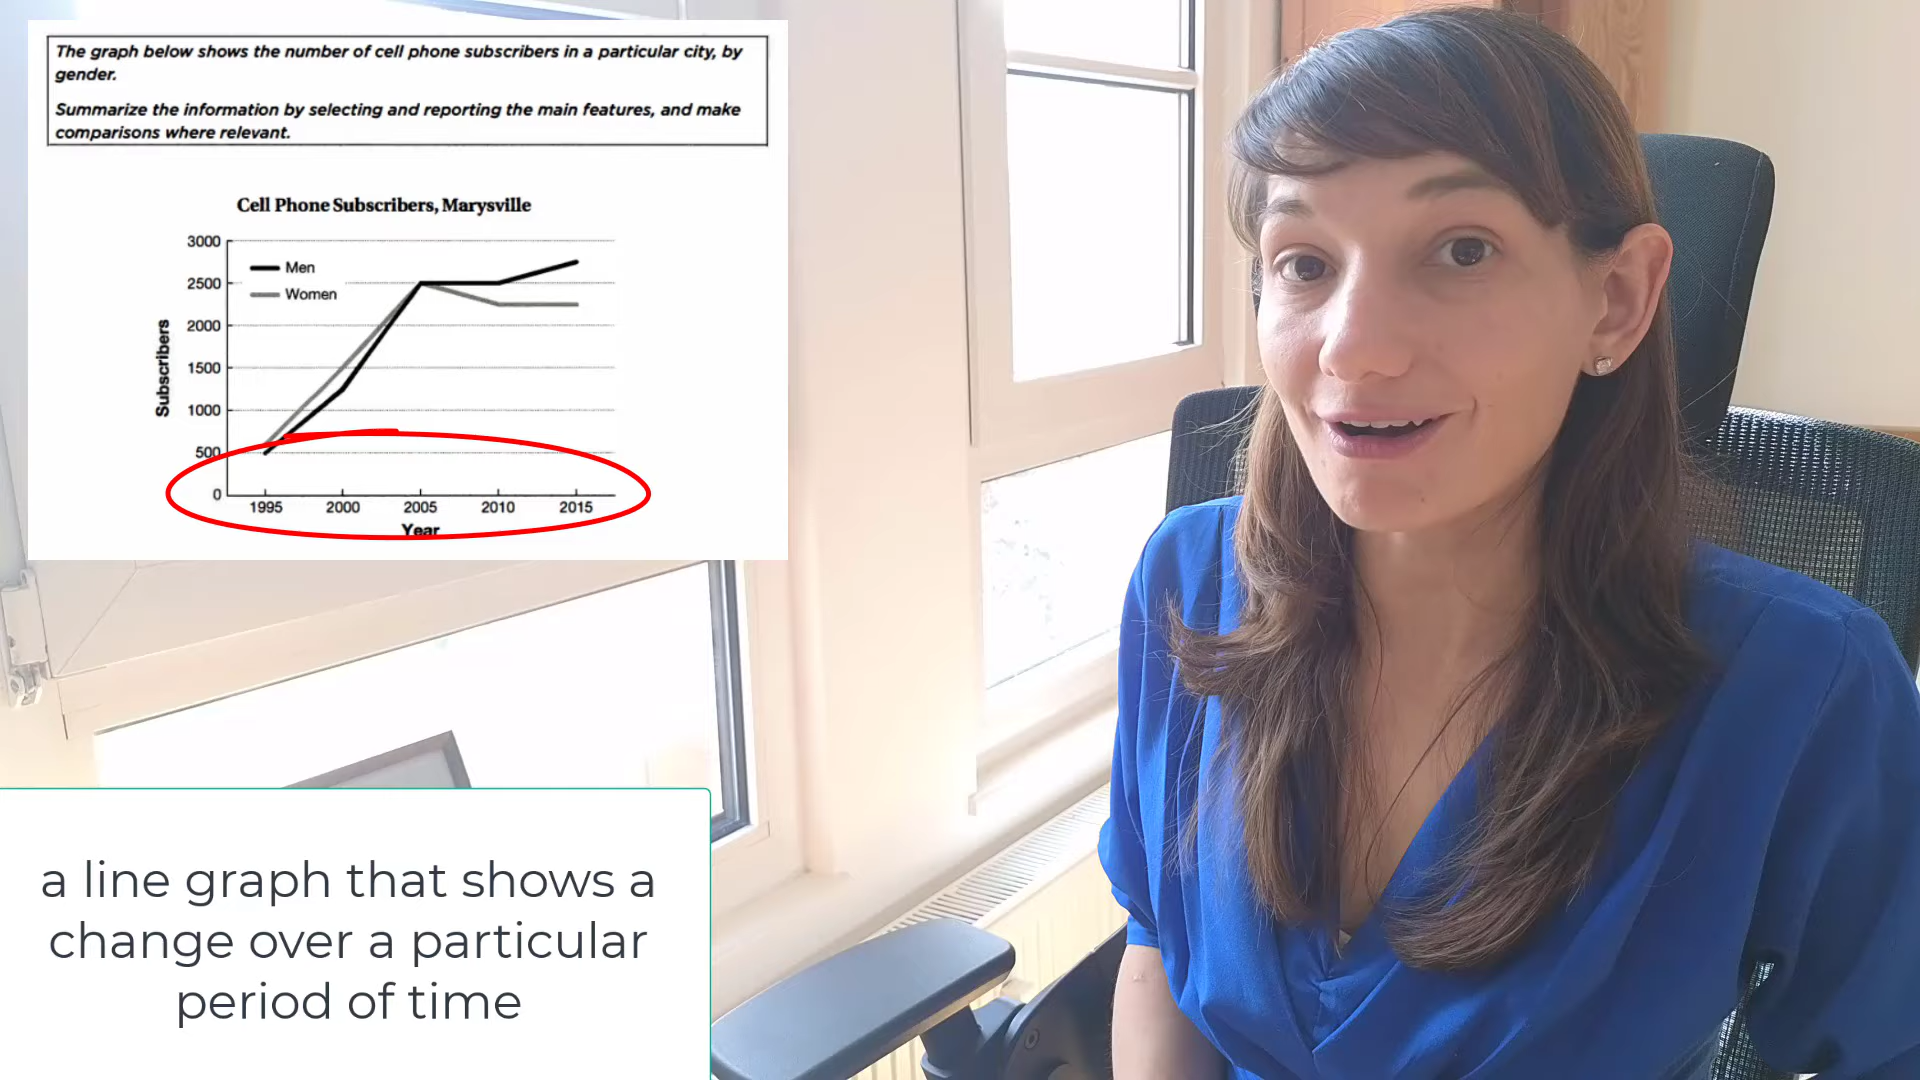 The graph below shows the number of cell phone subscribers in a particular city, by
gender.
Summarize the information by selecting and reporting the main features, and make
comparisons where relevant.
Cell Phone Subscribers, Marysville
3000
2500
2000
1500
1000
500
0
Men
Women
Subscribers
1995 2000 2005 2010 2015
Year
a line graph that shows a
change over a particular
period of time